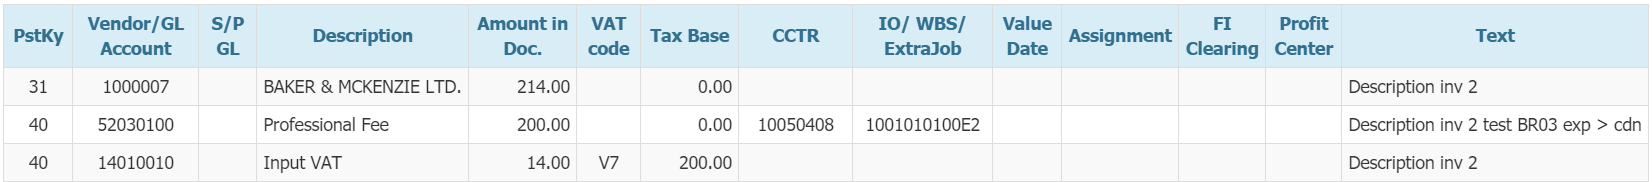 PstKy Vendor/GL Account S/P GL Description Amount in Doc. VAT code Tax Base CCTR IO/ WBS/ ExtraJob Value Date Assignment FI Clearing Profit Center Text
31 1000007 BAKER & MCKENZIE LTD. 214.00 0.00 Description inv 2
40 52030100 Professional Fee 200.00 0.00 10050408 1001010100E2 Description inv 2 test BR03 exp > cdn
40 14010010 Input VAT 14.00 V7 200.00 Description inv 2